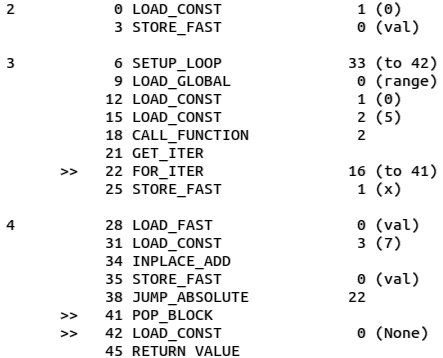 2 0 LOAD_CONST 1 (0)
3 STORE_FAST 0 (val)
3 6 SETUP_LOOP 33 (to 42)
9 LOAD_GLOBAL 0 (range)
12 LOAD_CONST 1 (0)
15 LOAD_CONST 2 (5)
18 CALL_FUNCTION 2
21 GET_ITER
>> 22 FOR_ITER 16 (to 41)
25 STORE_FAST 1 (x)
4 28 LOAD_FAST 0 (val)
31 LOAD_CONST 3 (7)
34 INPLACE_ADD
35 STORE_FAST 0 (val)
38 JUMP_ABSOLUTE 22
>> 41 POP_BLOCK
>> 42 LOAD_CONST 0 (None)
45 RETURN_VALUE